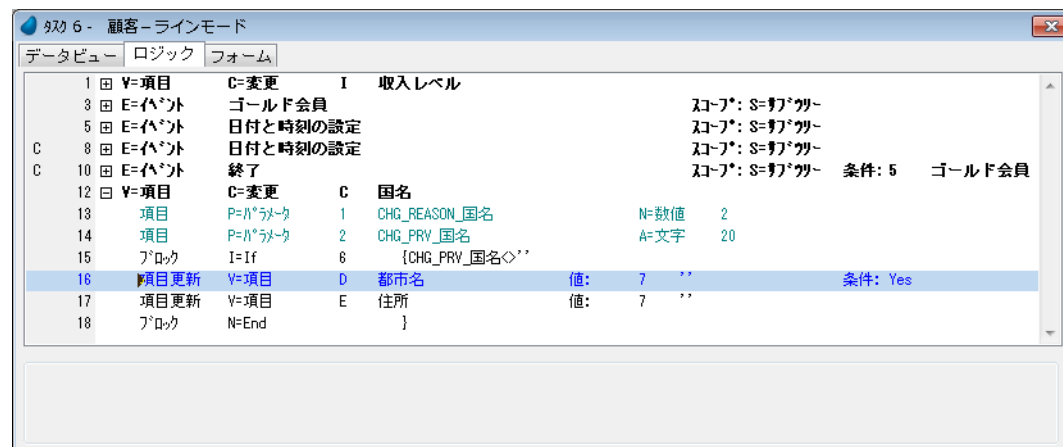 ﾀｽｸ 6 - 顧客−ラインモード
データビュー ロジック フォーム
1 V=項目 C=変更 I 収入レベル
3 E=ｲﾍﾞﾝﾄ ゴールド会員 ｽｺｰﾌﾟ: S=ｻﾌﾞﾂﾘｰ
5 E=ｲﾍﾞﾝﾄ 日付と時刻の設定 ｽｺｰﾌﾟ: S=ｻﾌﾞﾂﾘｰ
C 8 E=ｲﾍﾞﾝﾄ 日付と時刻の設定 ｽｺｰﾌﾟ: S=ｻﾌﾞﾂﾘｰ
C 10 E=ｲﾍﾞﾝﾄ 終了 ｽｺｰﾌﾟ: S=ｻﾌﾞﾂﾘｰ 条件: 5 ゴールド会員
12 V=項目 C=変更 C 国名
13 項目 P=ﾊﾟﾗﾒｰﾀ 1 CHG_REASON_国名 N=数値 2
14 項目 P=ﾊﾟﾗﾒｰﾀ 2 CHG_PRV_国名 A=文字 20
15 ﾌﾞﾛｯｸ I=If 6 {CHG_PRV_国名<>''
16 項目更新 V=項目 D 都市名 値: 7 '' 条件: Yes
17 項目更新 V=項目 E 住所 値: 7 ''
18 ﾌﾞﾛｯｸ N=End }